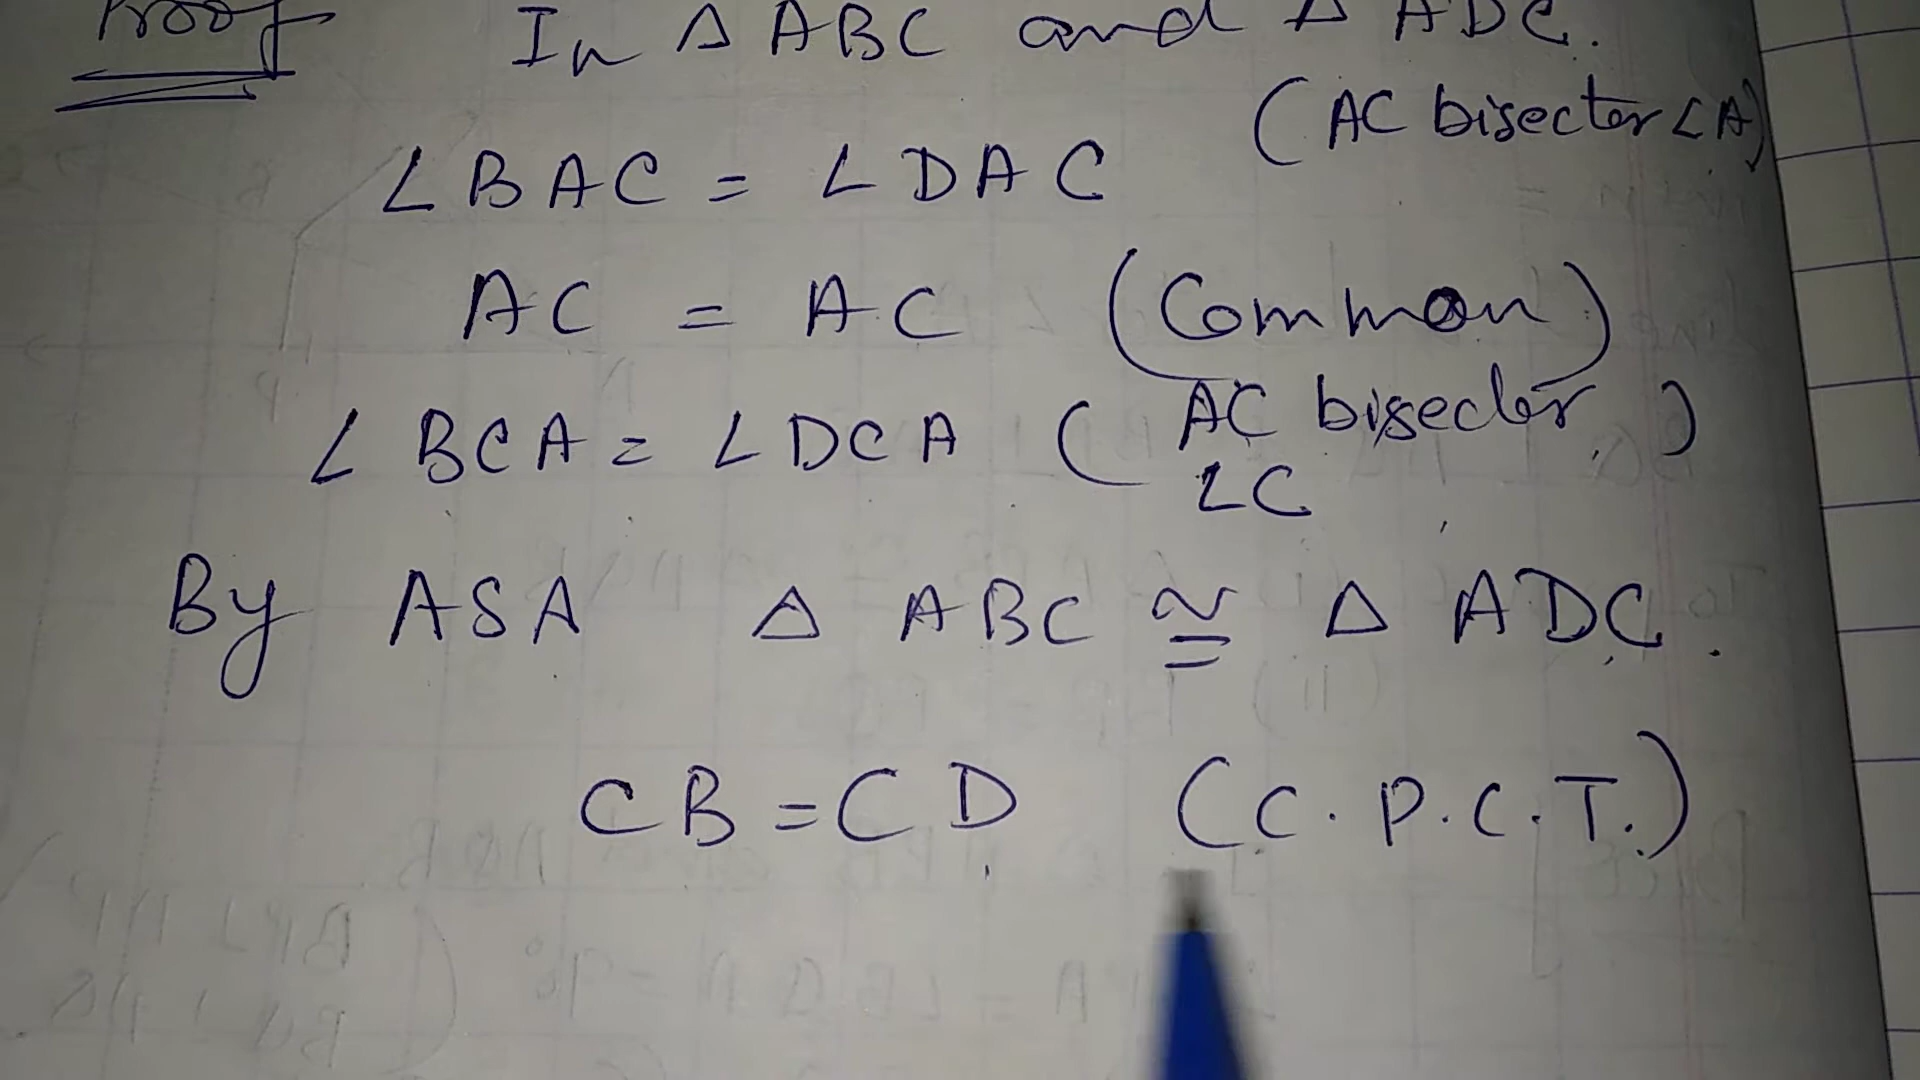 Proof In Δ ABC and Δ ADC.
∠BAC = ∠DAC (AC bisector ∠A)
AC = AC (Common)
∠BCA = ∠DCA (AC bisector ∠C)
By ASA Δ ABC ≅ Δ ADC.
CB = CD (C.P.C.T.)